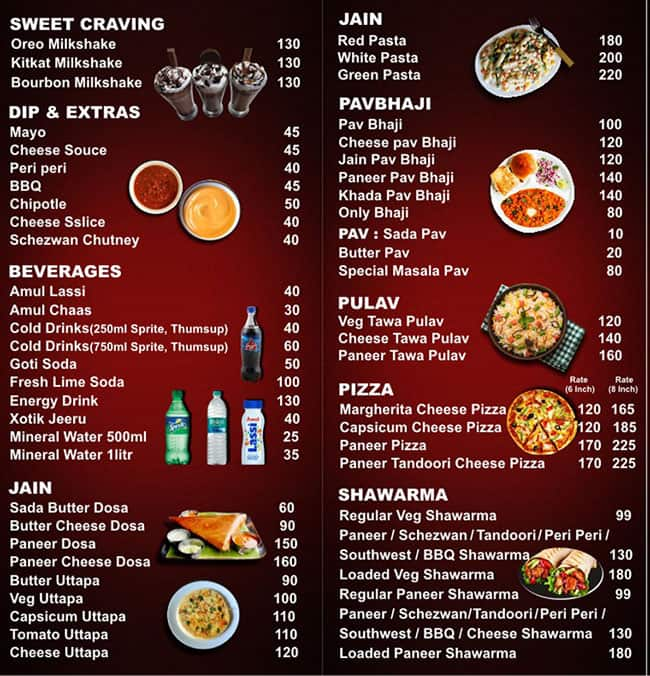 SWEET CRAVING
Oreo Milkshake 130
Kitkat Milkshake 130
Bourbon Milkshake 130
DIP & EXTRAS
Mayo 45
Cheese Souce 45
Peri peri 40
BBQ 45
Chipotle 50
Cheese Sslice 40
Schezwan Chutney 40
BEVERAGES
Amul Lassi 40
Amul Chaas 30
Cold Drinks(250ml Sprite, Thumsup) 40
Cold Drinks(750ml Sprite, Thumsup) 60
Goti Soda 50
Fresh Lime Soda 100
Energy Drink 130
Xotik Jeeru 40
Mineral Water 500ml 25
Mineral Water 1litr 35
Sprite
Amul
Lassi
JAIN
Sada Butter Dosa 60
Butter Cheese Dosa 90
Paneer Dosa 150
Paneer Cheese Dosa 160
Butter Uttapa 90
Veg Uttapa 100
Capsicum Uttapa 110
Tomato Uttapa 110
Cheese Uttapa 120
JAIN
Red Pasta 180
White Pasta 200
Green Pasta 220
PAVBHAJI
Pav Bhaji 100
Cheese pav Bhaji 120
Jain Pav Bhaji 120
Paneer Pav Bhaji 140
Khada Pav Bhaji 140
Only Bhaji 80
PAV : Sada Pav 10
Butter Pav 20
Special Masala Pav 80
PULAV
Veg Tawa Pulav 120
Cheese Tawa Pulav 140
Paneer Tawa Pulav 160
PIZZA Rate (6 Inch) Rate (8 Inch)
Margherita Cheese Pizza 120 165
Capsicum Cheese Pizza 120 185
Paneer Pizza 170 225
Paneer Tandoori Cheese Pizza 170 225
SHAWARMA
Regular Veg Shawarma 99
Paneer / Schezwan / Tandoori / Peri Peri /
Southwest / BBQ Shawarma 130
Loaded Veg Shawarma 180
Regular Paneer Shawarma 99
Paneer / Schezwan/Tandoori/Peri Peri /
Southwest / BBQ / Cheese Shawarma 130
Loaded Paneer Shawarma 180